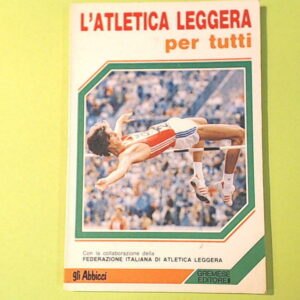 L'ATLETICA LEGGERA
per tutti
Con la collaborazione della
FEDERAZIONE ITALIANA DI ATLETICA LEGGERA
gli Abbicci
GREMESE
EDITORE